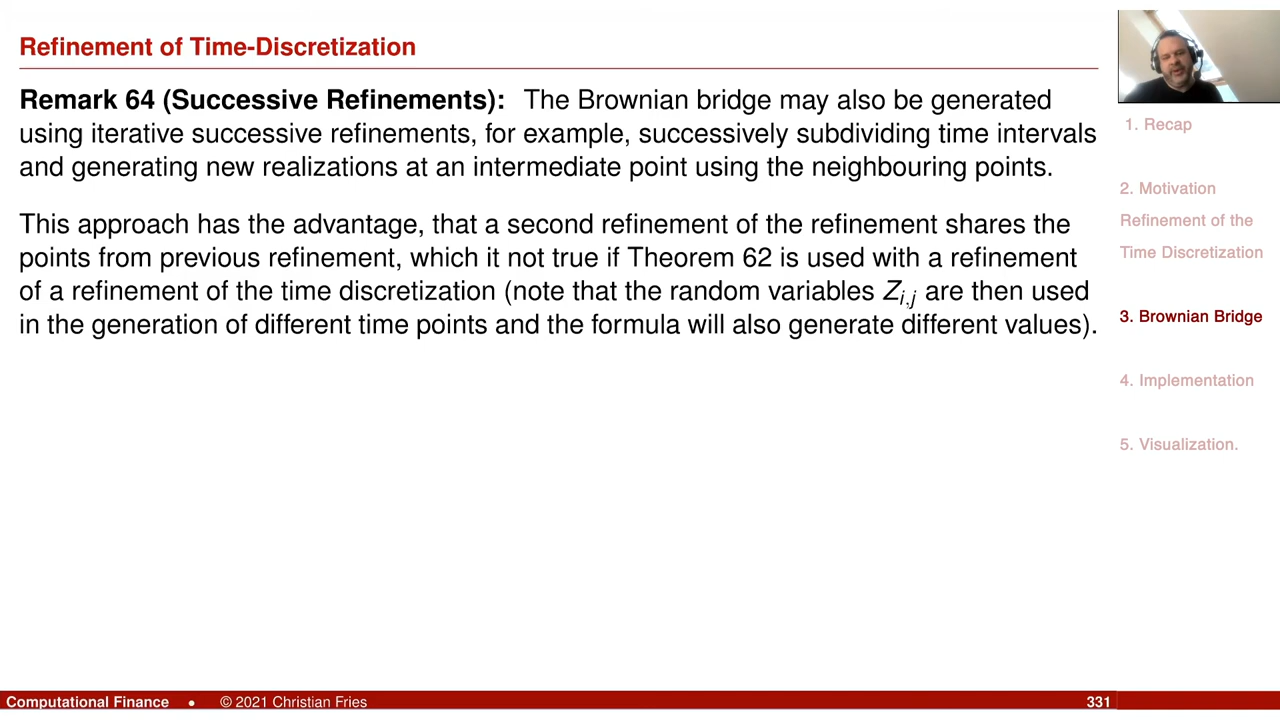 Refinement of Time-Discretization
Remark 64 (Successive Refinements): The Brownian bridge may also be generated
using iterative successive refinements, for example, successively subdividing time intervals
and generating new realizations at an intermediate point using the neighbouring points.
This approach has the advantage, that a second refinement of the refinement shares the
points from previous refinement, which it not true if Theorem 62 is used with a refinement
of a refinement of the time discretization (note that the random variables Z_{i,j} are then used
in the generation of different time points and the formula will also generate different values).
1. Recap
2. Motivation
Refinement of the
Time Discretization
3. Brownian Bridge
4. Implementation
5. Visualization.
Computational Finance • © 2021 Christian Fries 331